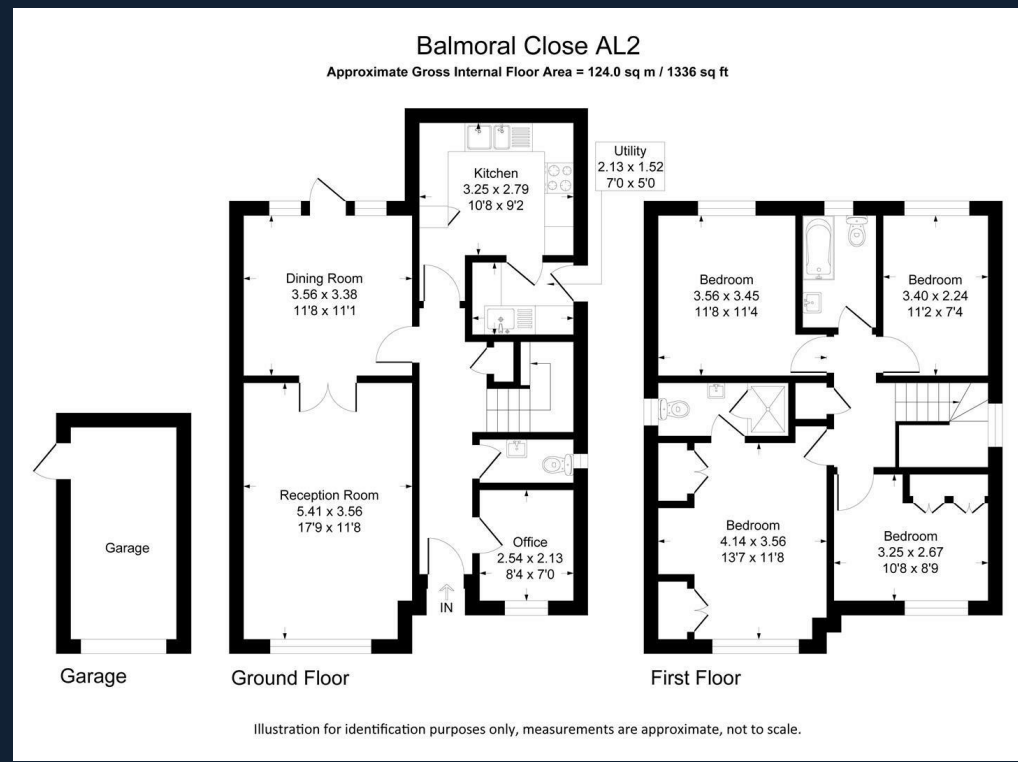 Balmoral Close AL2
Approximate Gross Internal Floor Area = 124.0 sq m / 1336 sq ft
Utility
2.13 x 1.52
7'0 x 5'0
Kitchen
3.25 x 2.79
10'8 x 9'2
Dining Room
3.56 x 3.38
11'8 x 11'1
Bedroom
3.56 x 3.45
11'8 x 11'4
Bedroom
3.40 x 2.24
11'2 x 7'4
Reception Room
5.41 x 3.56
17'9 x 11'8
Garage
Office
2.54 x 2.13
8'4 x 7'0
Bedroom
4.14 x 3.56
13'7 x 11'8
Bedroom
3.25 x 2.67
10'8 x 8'9
IN
Garage
Ground Floor
First Floor
Illustration for identification purposes only, measurements are approximate, not to scale.